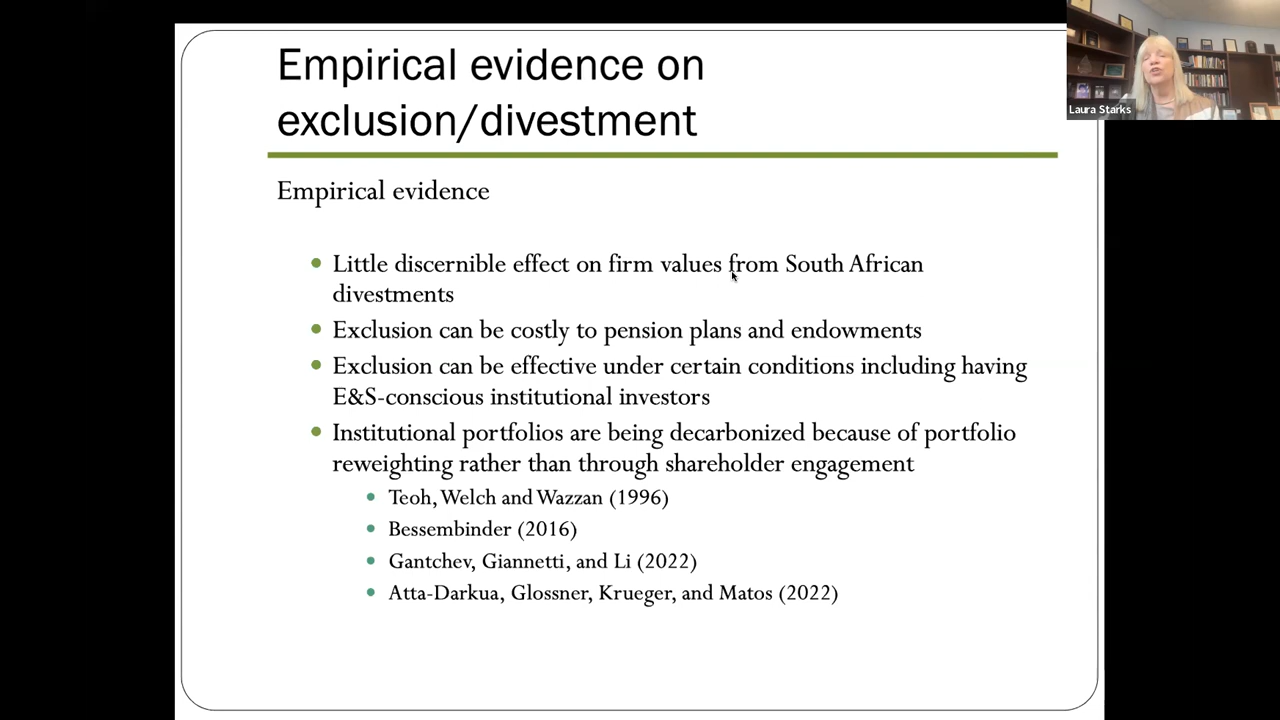 Empirical evidence on
exclusion/divestment
Laura Starks
Empirical evidence
Little discernible effect on firm values from South African
divestments
Exclusion can be costly to pension plans and endowments
Exclusion can be effective under certain conditions including having
E&S-conscious institutional investors
Institutional portfolios are being decarbonized because of portfolio
reweighting rather than through shareholder engagement
Teoh, Welch and Wazzan (1996)
Bessembinder (2016)
Gantchev, Giannetti, and Li (2022)
Atta-Darkua, Glossner, Krueger, and Matos (2022)